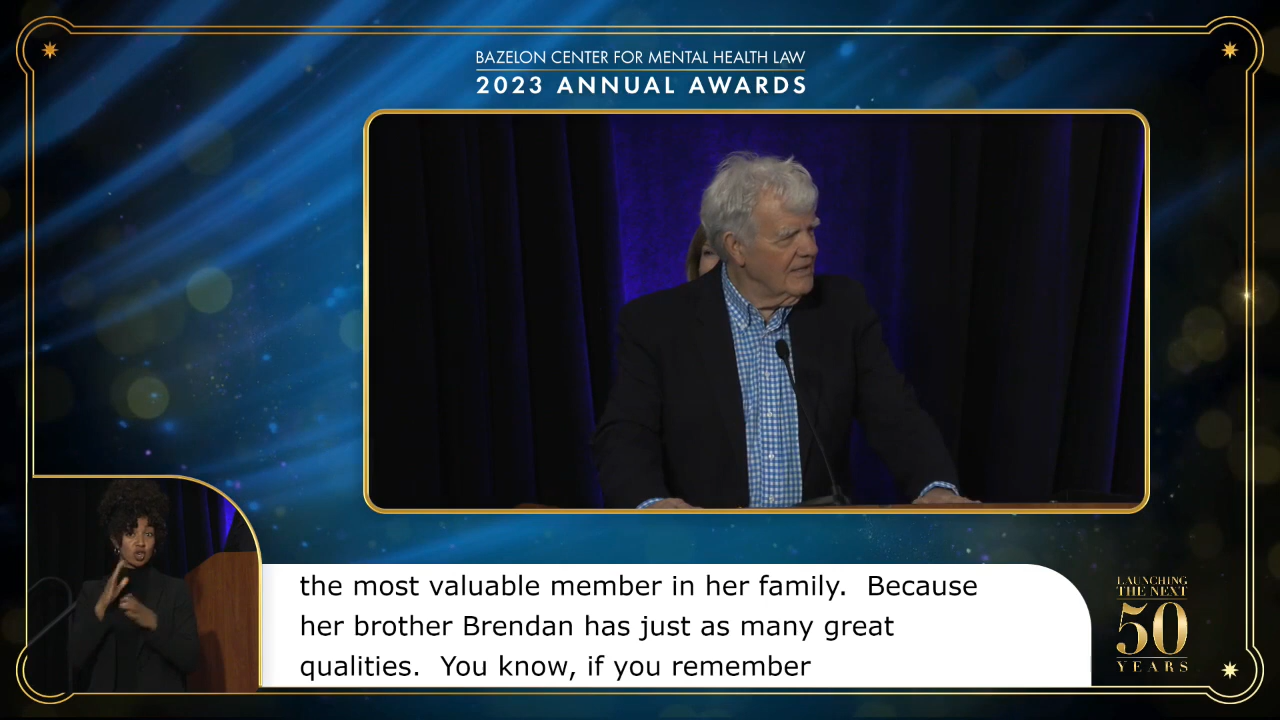 BAZELON CENTER FOR MENTAL HEALTH LAW
2023 ANNUAL AWARDS
the most valuable member in her family.  Because
her brother Brendan has just as many great
qualities.  You know, if you remember
LAUNCHING
THE NEXT
50
YEARS